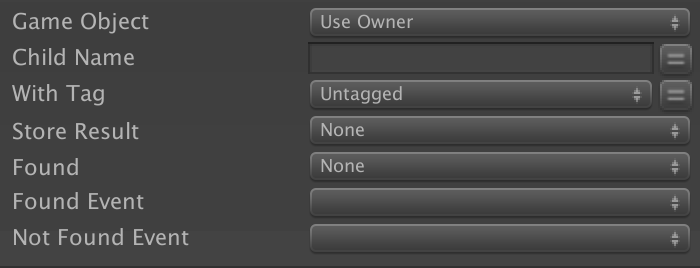 Game Object Use Owner
Child Name
With Tag Untagged
Store Result None
Found None
Found Event
Not Found Event